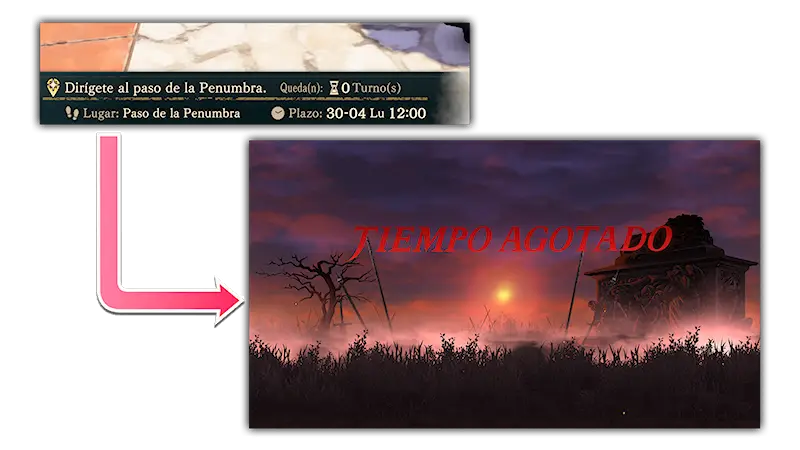 Dirígete al paso de la Penumbra. Queda(n): 0 Turno(s)
Lugar: Paso de la Penumbra Plazo: 30-04 Lu 12:00
TIEMPO AGOTADO